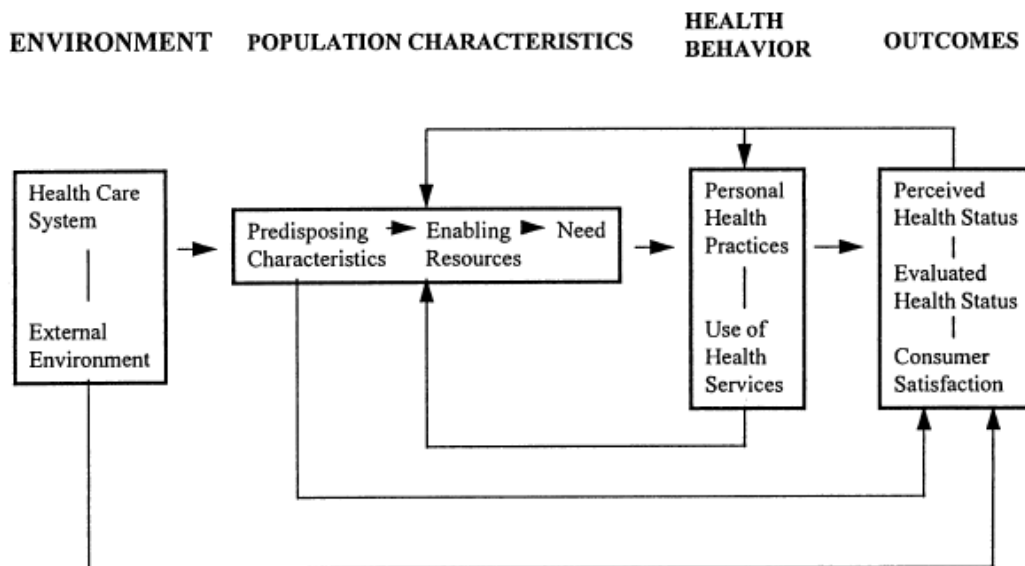 ENVIRONMENT
POPULATION CHARACTERISTICS
HEALTH
BEHAVIOR
OUTCOMES
Health Care
System
External
Environment
Predisposing
Characteristics
Enabling
Resources
Need
Personal
Health
Practices
Use of
Health
Services
Perceived
Health Status
Evaluated
Health Status
Consumer
Satisfaction